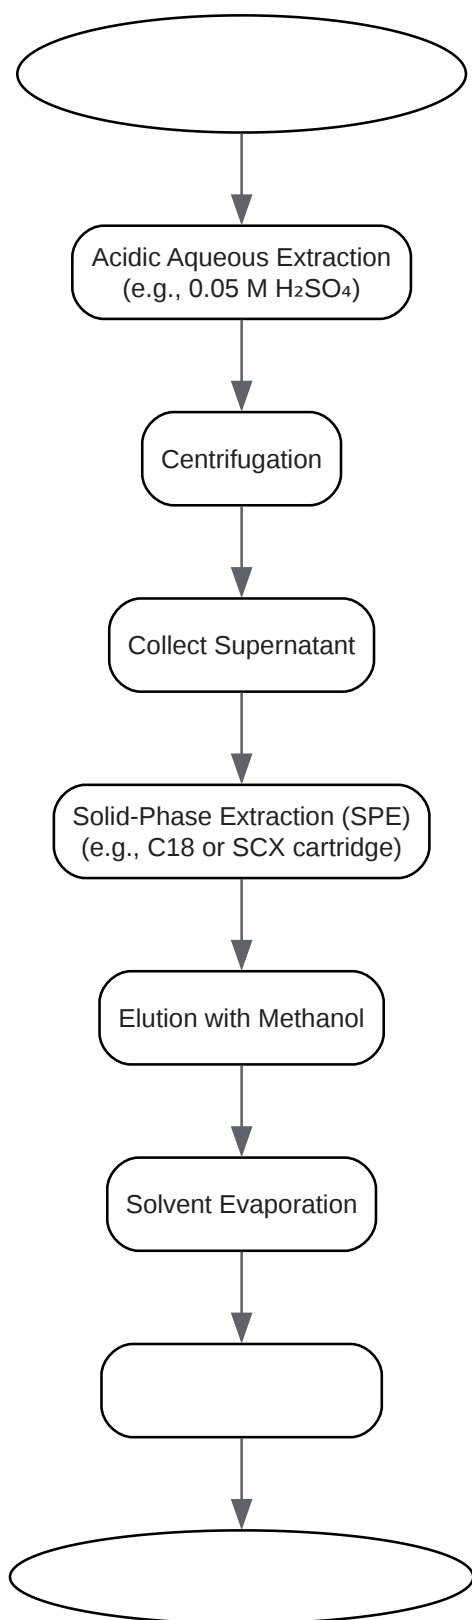 Acidic Aqueous Extraction
(e.g., 0.05 M H₂SO₄)
Centrifugation
Collect Supernatant
Solid-Phase Extraction (SPE)
(e.g., C18 or SCX cartridge)
Elution with Methanol
Solvent Evaporation